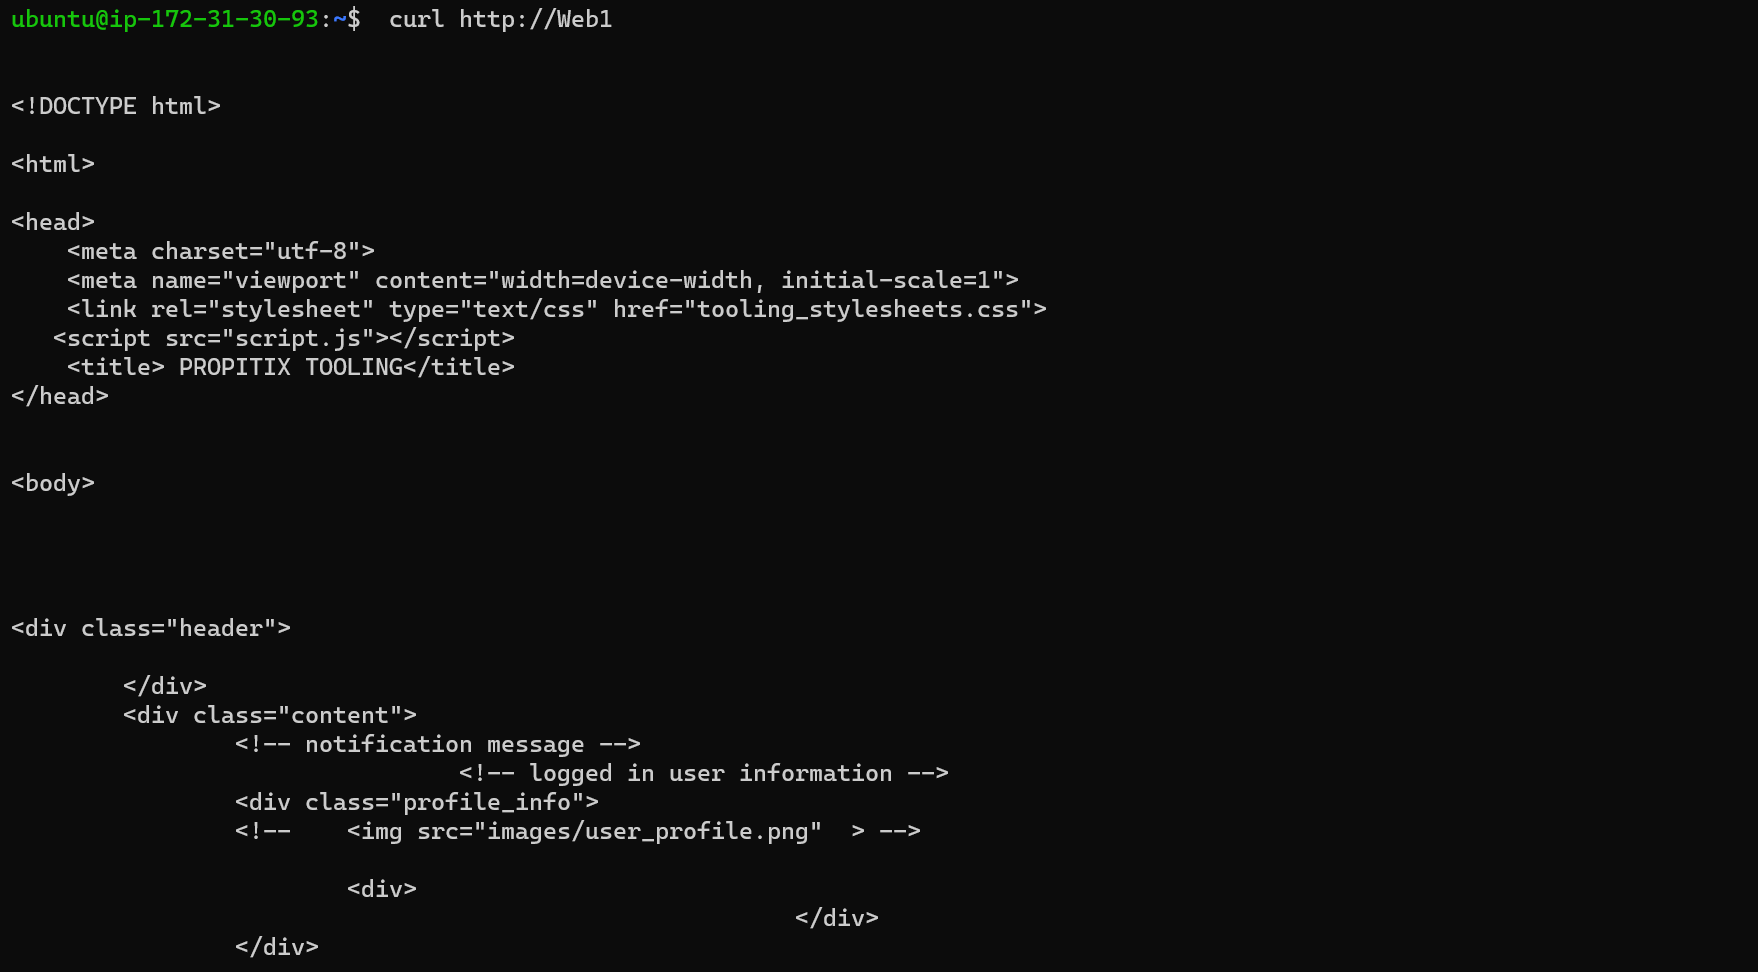 ubuntu@ip-172-31-30-93:~$  curl http://Web1
<!DOCTYPE html>
<html>
<head>
    <meta charset="utf-8">
    <meta name="viewport" content="width=device-width, initial-scale=1">
    <link rel="stylesheet" type="text/css" href="tooling_stylesheets.css">
   <script src="script.js"></script>
    <title> PROPITIX TOOLING</title>
</head>
<body>
<div class="header">
        </div>
        <div class="content">
                <!-- notification message -->
                                <!-- logged in user information -->
                <div class="profile_info">
                <!--    <img src="images/user_profile.png"  > -->
                        <div>
                                                        </div>
                </div>